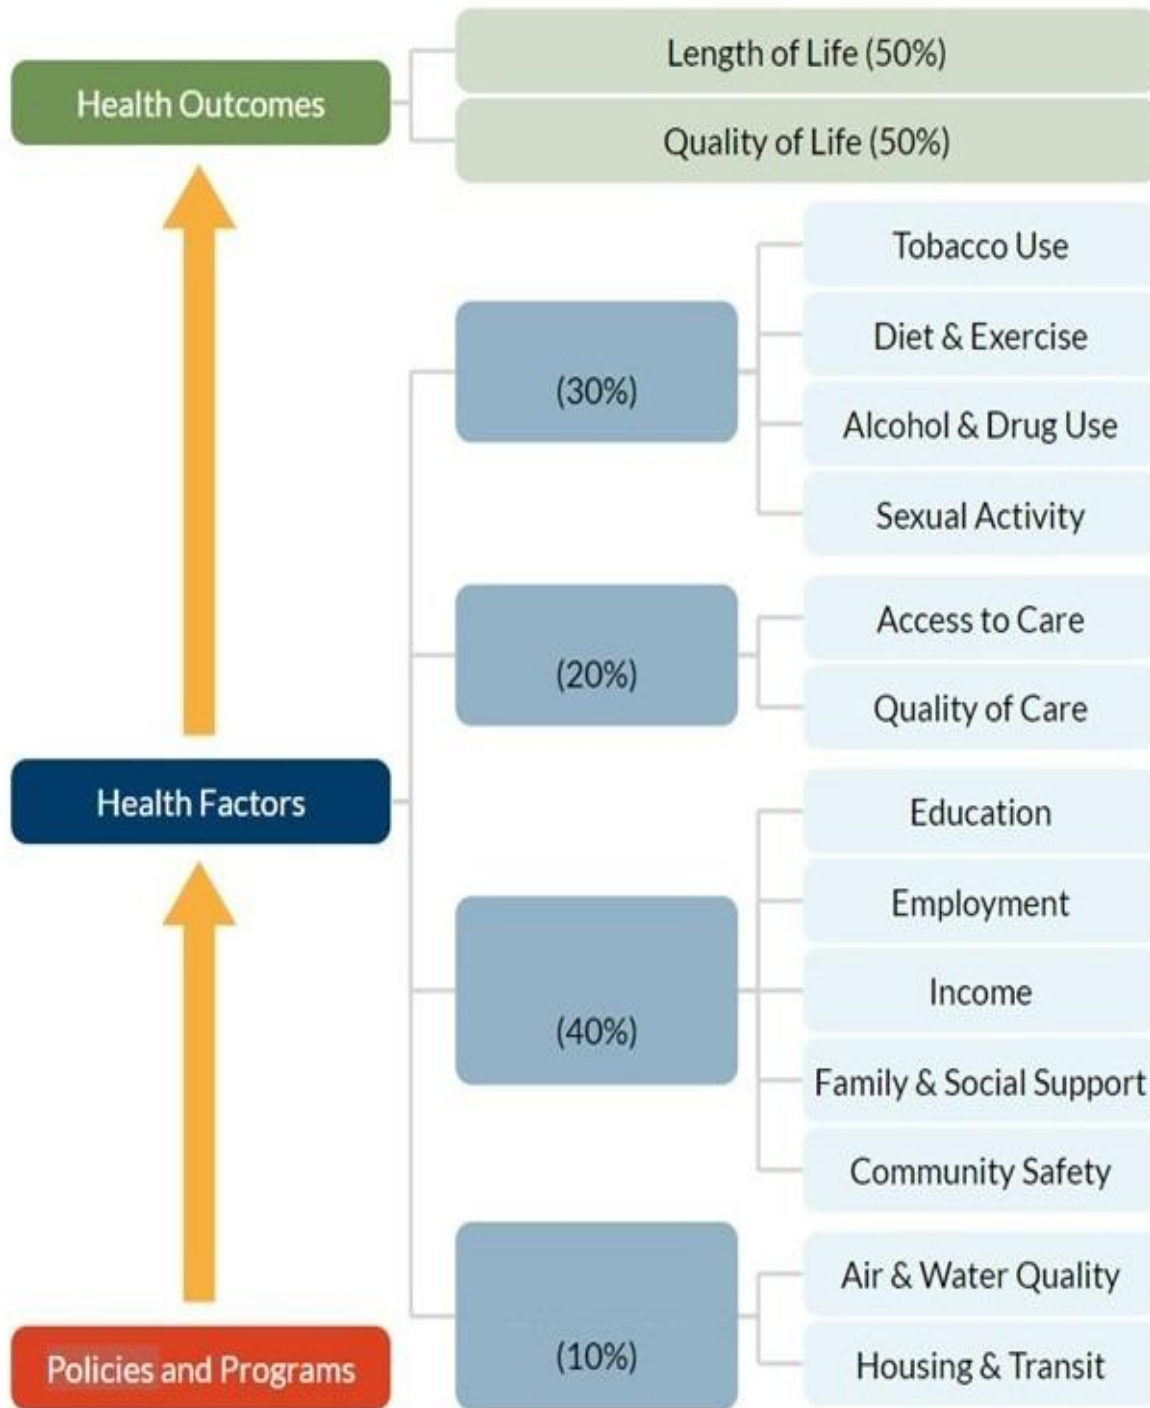 Health Outcomes
Length of Life (50%)
Quality of Life (50%)
Health Factors
(30%)
Tobacco Use
Diet & Exercise
Alcohol & Drug Use
Sexual Activity
(20%)
Access to Care
Quality of Care
(40%)
Education
Employment
Income
Family & Social Support
Community Safety
(10%)
Air & Water Quality
Housing & Transit
Policies and Programs